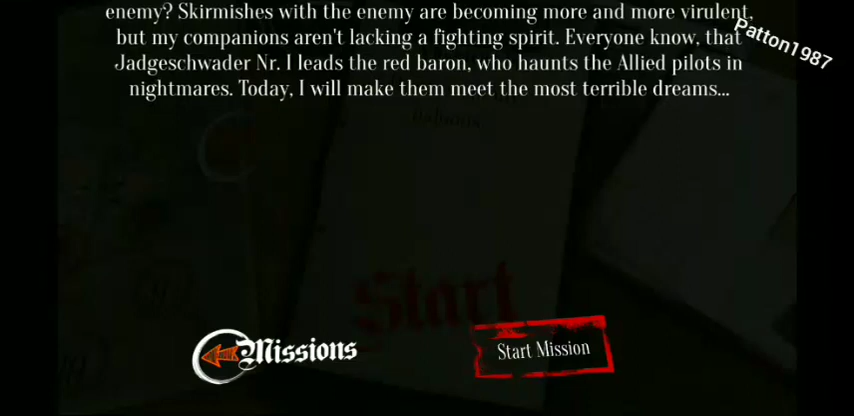 enemy? Skirmishes with the enemy are becoming more and more virulent,
but my companions aren't lacking a fighting spirit. Everyone know, that
Jadgeschwader Nr. I leads the red baron, who haunts the Allied pilots in
nightmares. Today, I will make them meet the most terrible dreams...
Patton1987
Start
Missions
Start Mission